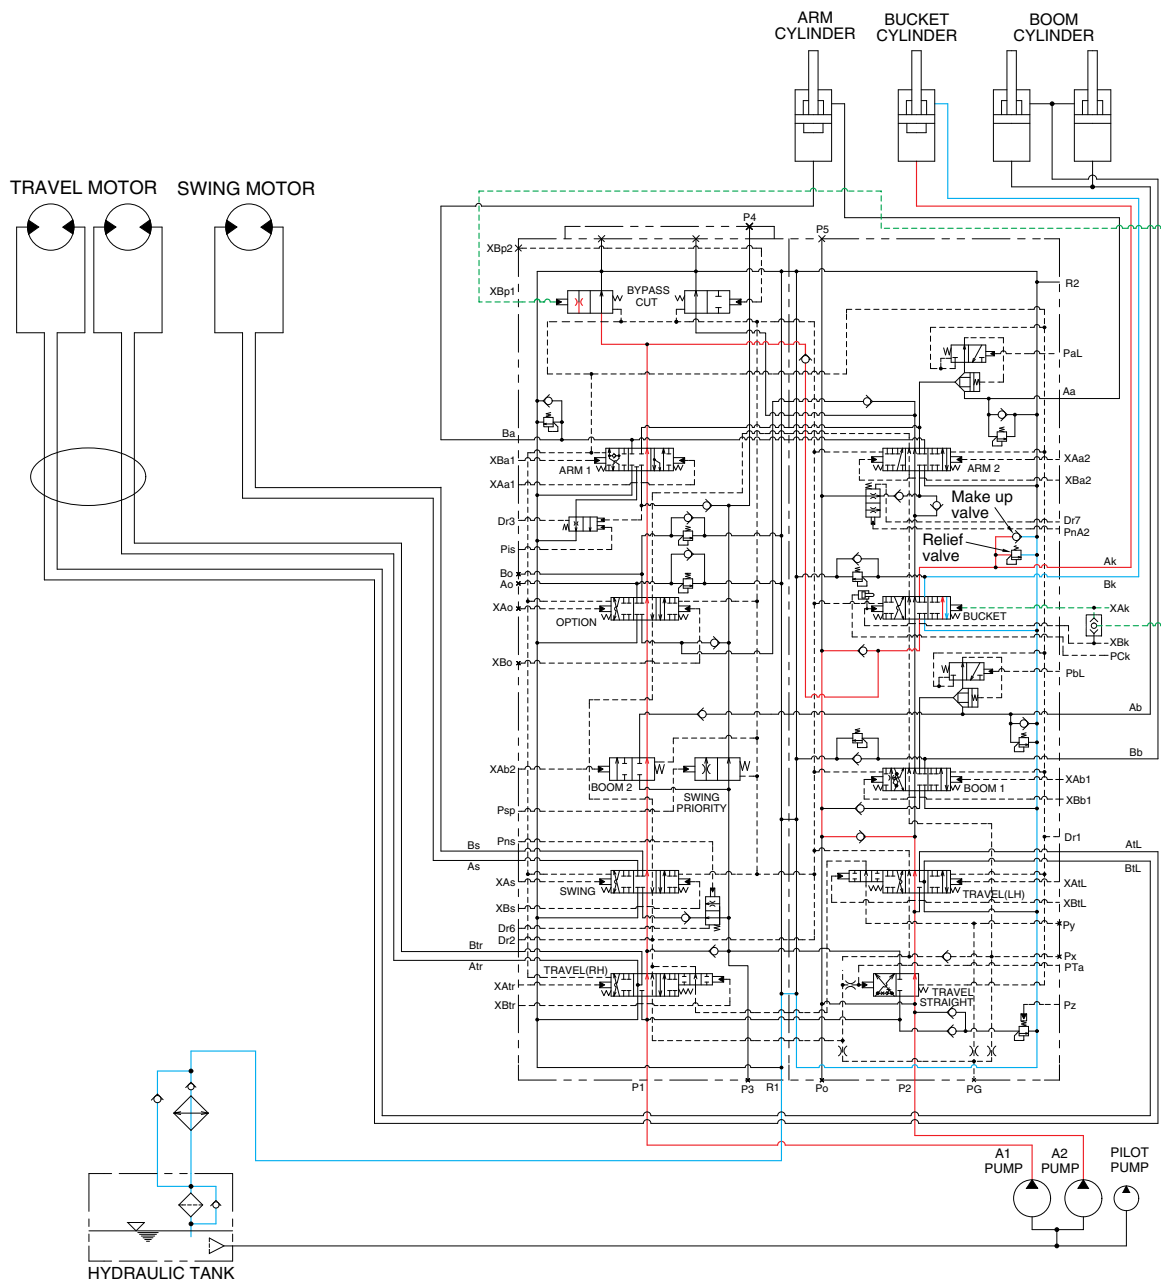 ARM
CYLINDER
BUCKET
CYLINDER
BOOM
CYLINDER
TRAVEL MOTOR
SWING MOTOR
P4
P5
XBp2
XBp1
BYPASS
CUT
R2
PaL
Aa
Ba
XBa1
ARM 1
XAa1
ARM 2
XAa2
XBa2
Make up
valve
Dr3
Dr7
PnA2
Pis
Relief
valve
Ak
Bo
Ao
Bk
XAo
OPTION
BUCKET
XAk
XBk
PCk
XBo
PbL
Ab
Bb
XAb2
BOOM 2
SWING
PRIORITY
BOOM 1
XAb1
XBb1
Psp
Pns
Dr1
Bs
As
AtL
BtL
XAs
SWING
TRAVEL(LH)
XAtL
XBs
XBtL
Dr6
Dr2
Py
Btr
Atr
Px
PTa
TRAVEL(RH)
XAtr
XBtr
TRAVEL
STRAIGHT
Pz
P1
P3
R1
Po
P2
PG
A1
PUMP
A2
PUMP
PILOT
PUMP
HYDRAULIC TANK